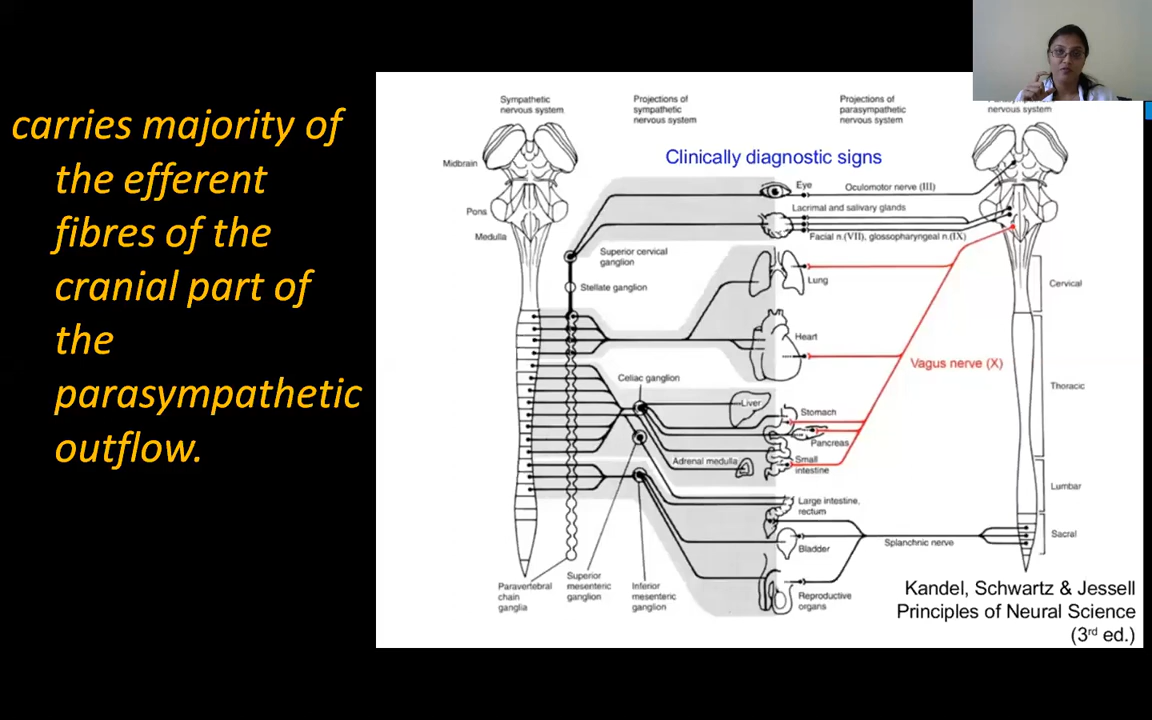 carries majority of
the efferent
fibres of the
cranial part of
the
parasympathetic
outflow.
Sympathetic
nervous system
Projections of
sympathetic
nervous system
Projections of
parasympathetic
nervous system
nervous system
Clinically diagnostic signs
Midbrain
Pons
Medulla
Eye
Oculomotor nerve (III)
Lacrimal and salivary glands
Facial n.(VII), glossopharyngeal n.(IX)
Superior cervical
ganglion
Stellate ganglion
Lung
Heart
Vagus nerve (X)
Cervical
Thoracic
Celiac ganglion
Liver
Stomach
Pancreas
Adrenal medulla
Small
intestine
Large intestine,
rectum
Lumbar
Sacral
Splanchnic nerve
Bladder
Reproductive
organs
Paravertebral
chain
ganglia
Superior
mesenteric
ganglion
Inferior
mesenteric
ganglion
Kandel, Schwartz & Jessell
Principles of Neural Science
(3rd ed.)